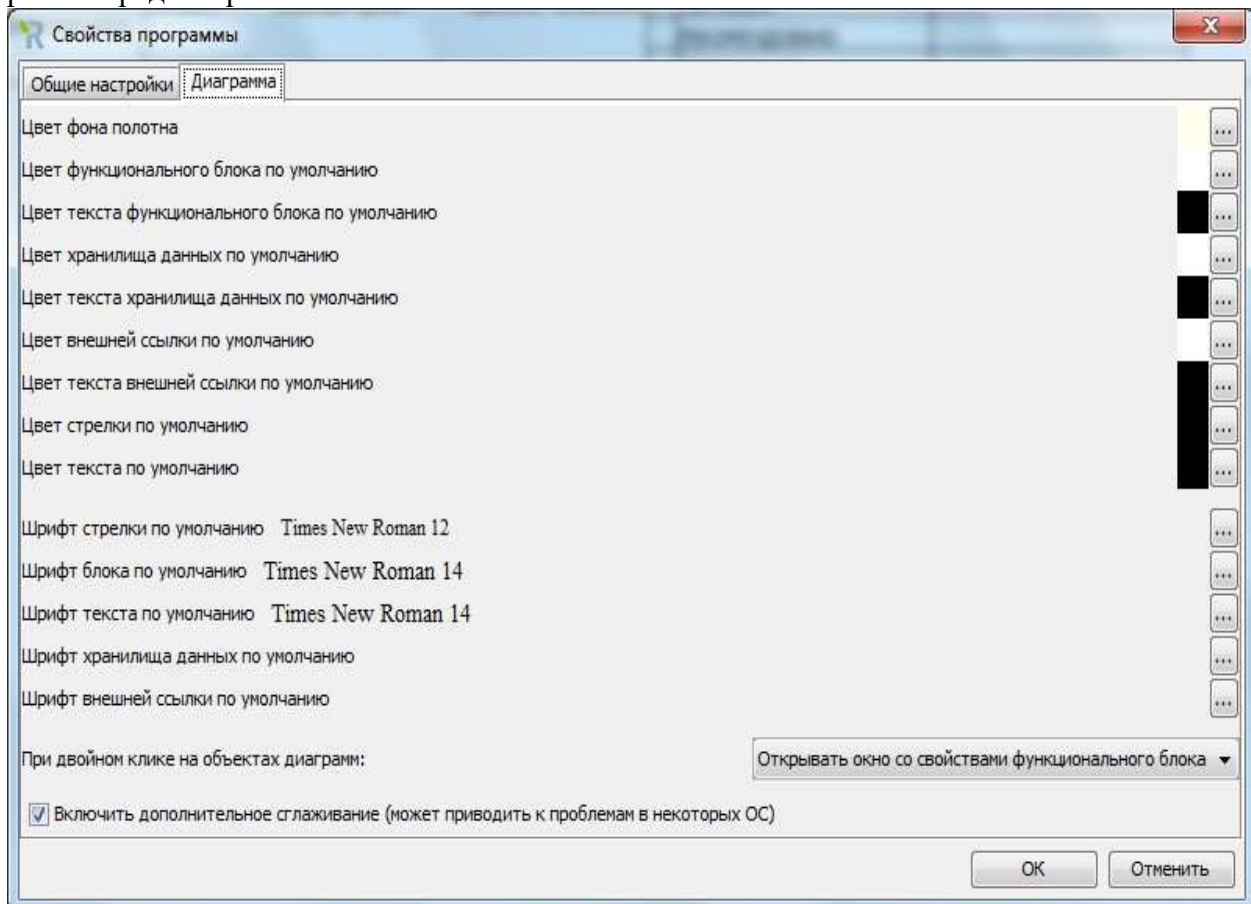 Свойства программы
Общие настройки Диаграмма
Цвет фона полотна ...
Цвет функционального блока по умолчанию ...
Цвет текста функционального блока по умолчанию ...
Цвет хранилища данных по умолчанию ...
Цвет текста хранилища данных по умолчанию ...
Цвет внешней ссылки по умолчанию ...
Цвет текста внешней ссылки по умолчанию ...
Цвет стрелки по умолчанию ...
Цвет текста по умолчанию ...
Шрифт стрелки по умолчанию Times New Roman 12 ...
Шрифт блока по умолчанию Times New Roman 14 ...
Шрифт текста по умолчанию Times New Roman 14 ...
Шрифт хранилища данных по умолчанию ...
Шрифт внешней ссылки по умолчанию ...
При двойном клике на объектах диаграмм: Открывать окно со свойствами функционального блока
Включить дополнительное сглаживание (может приводить к проблемам в некоторых ОС)
ОК Отменить